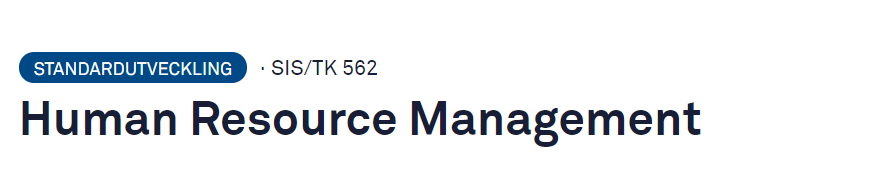 STANDARDUTVECKLING · SIS/TK 562
Human Resource Management